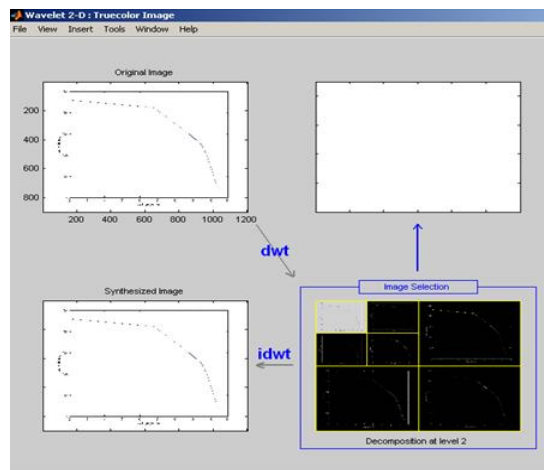 Wavelet 2-D : Truecolor Image
File View Insert Tools Window Help
Original Image
200
400
600
800
200 400 600 800 1000 1200
dwt
Image Selection
Synthesized Image
idwt
Decomposition at level 2